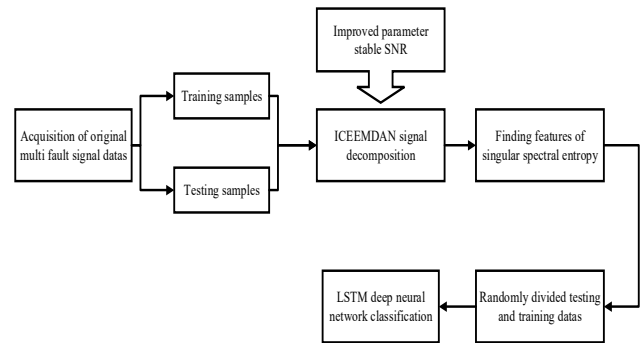 Improved parameter
stable SNR
Training samples
Acquisition of original
multi fault signal datas
Testing samples
ICEEMDAN signal
decomposition
Finding features of
singular spectral entropy
LSTM deep neural
network classification
Randomly divided testing
and training datas